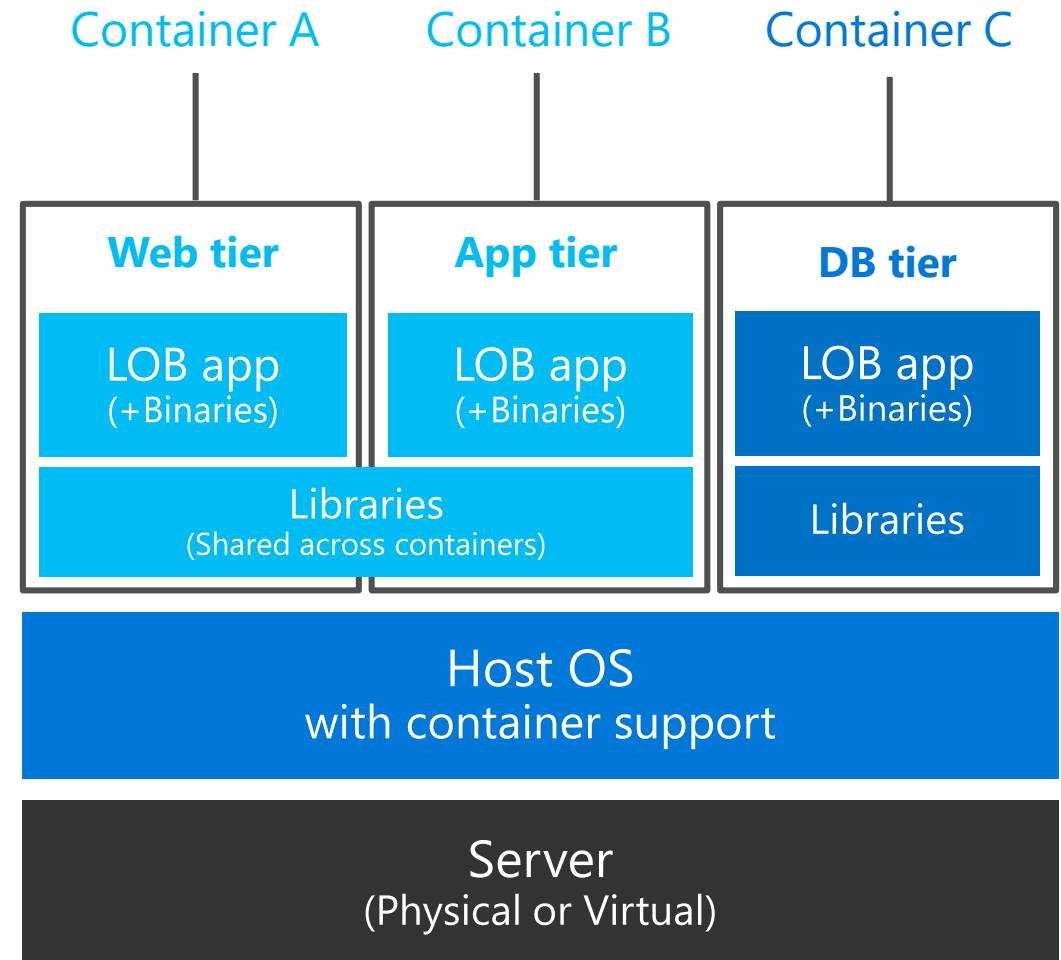 Container A
Container B
Container C
Web tier
App tier
DB tier
LOB app
(+Binaries)
LOB app
(+Binaries)
LOB app
(+Binaries)
Libraries
(Shared across containers)
Libraries
Host OS
with container support
Server
(Physical or Virtual)